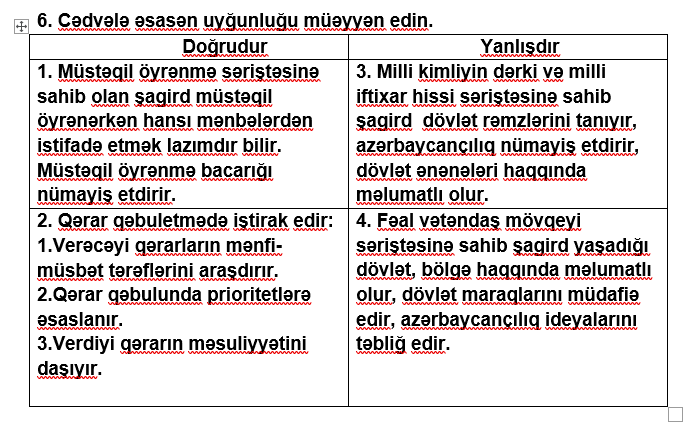 6. Cədvələ əsasən uyğunluğu müəyyən edin.
Doğrudur
Yanlışdır
1. Müstəqil öyrənmə səriştəsinə
sahib olan şagird müstəqil
öyrənərkən hansı mənbələrdən
istifadə etmək lazımdır bilir.
Müstəqil öyrənmə bacarığı
nümayiş etdirir.
3. Milli kimliyin dərki və milli
iftixar hissi səriştəsinə sahib
şagird dövlət rəmzlərini tanıyır,
azərbaycançılıq nümayiş etdirir,
dövlət ənənələri haqqında
məlumatlı olur.
2. Qərar qəbuletmədə iştirak edir:
1.Verəcəyi qərarların mənfi-
müsbət tərəflərini araşdırır.
2.Qərar qəbulunda prioritetlərə
əsaslanır.
3.Verdiyi qərarın məsuliyyətini
daşıyır.
4. Fəal vətəndaş mövqeyi
səriştəsinə sahib şagird yaşadığı
dövlət, bölgə haqqında məlumatlı
olur, dövlət maraqlarını müdafiə
edir, azərbaycançılıq ideyalarını
təbliğ edir.